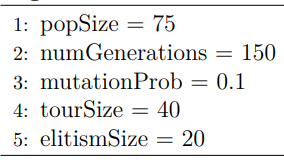 1: popSize = 75
2: numGenerations = 150
3: mutationProb = 0.1
4: tourSize = 40
5: elitismSize = 20